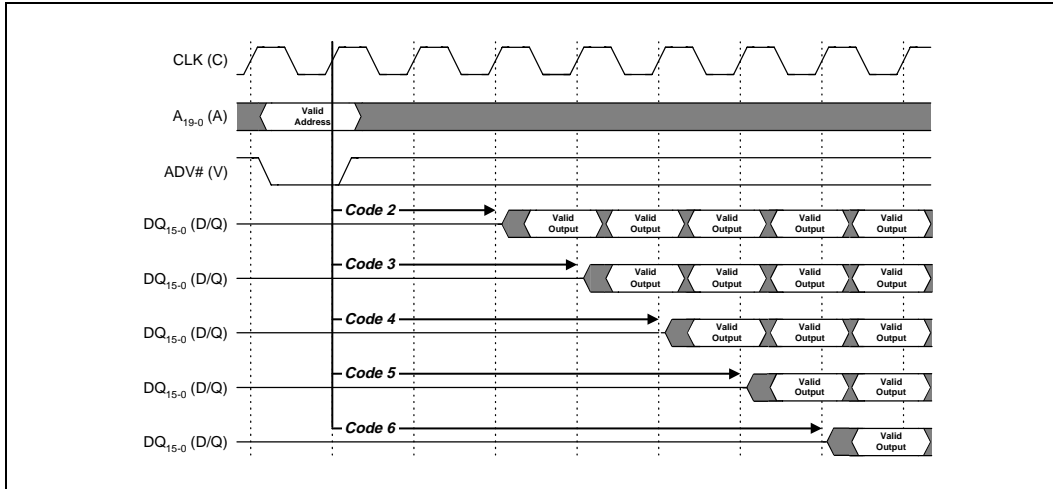 CLK (C)
A19-0 (A)
Valid
Address
ADV# (V)
Code 2
DQ15-0 (D/Q)
Valid
Output
Valid
Output
Valid
Output
Valid
Output
Valid
Output
Code 3
DQ15-0 (D/Q)
Valid
Output
Valid
Output
Valid
Output
Valid
Output
Code 4
DQ15-0 (D/Q)
Valid
Output
Valid
Output
Valid
Output
Code 5
DQ15-0 (D/Q)
Valid
Output
Valid
Output
Code 6
DQ15-0 (D/Q)
Valid
Output